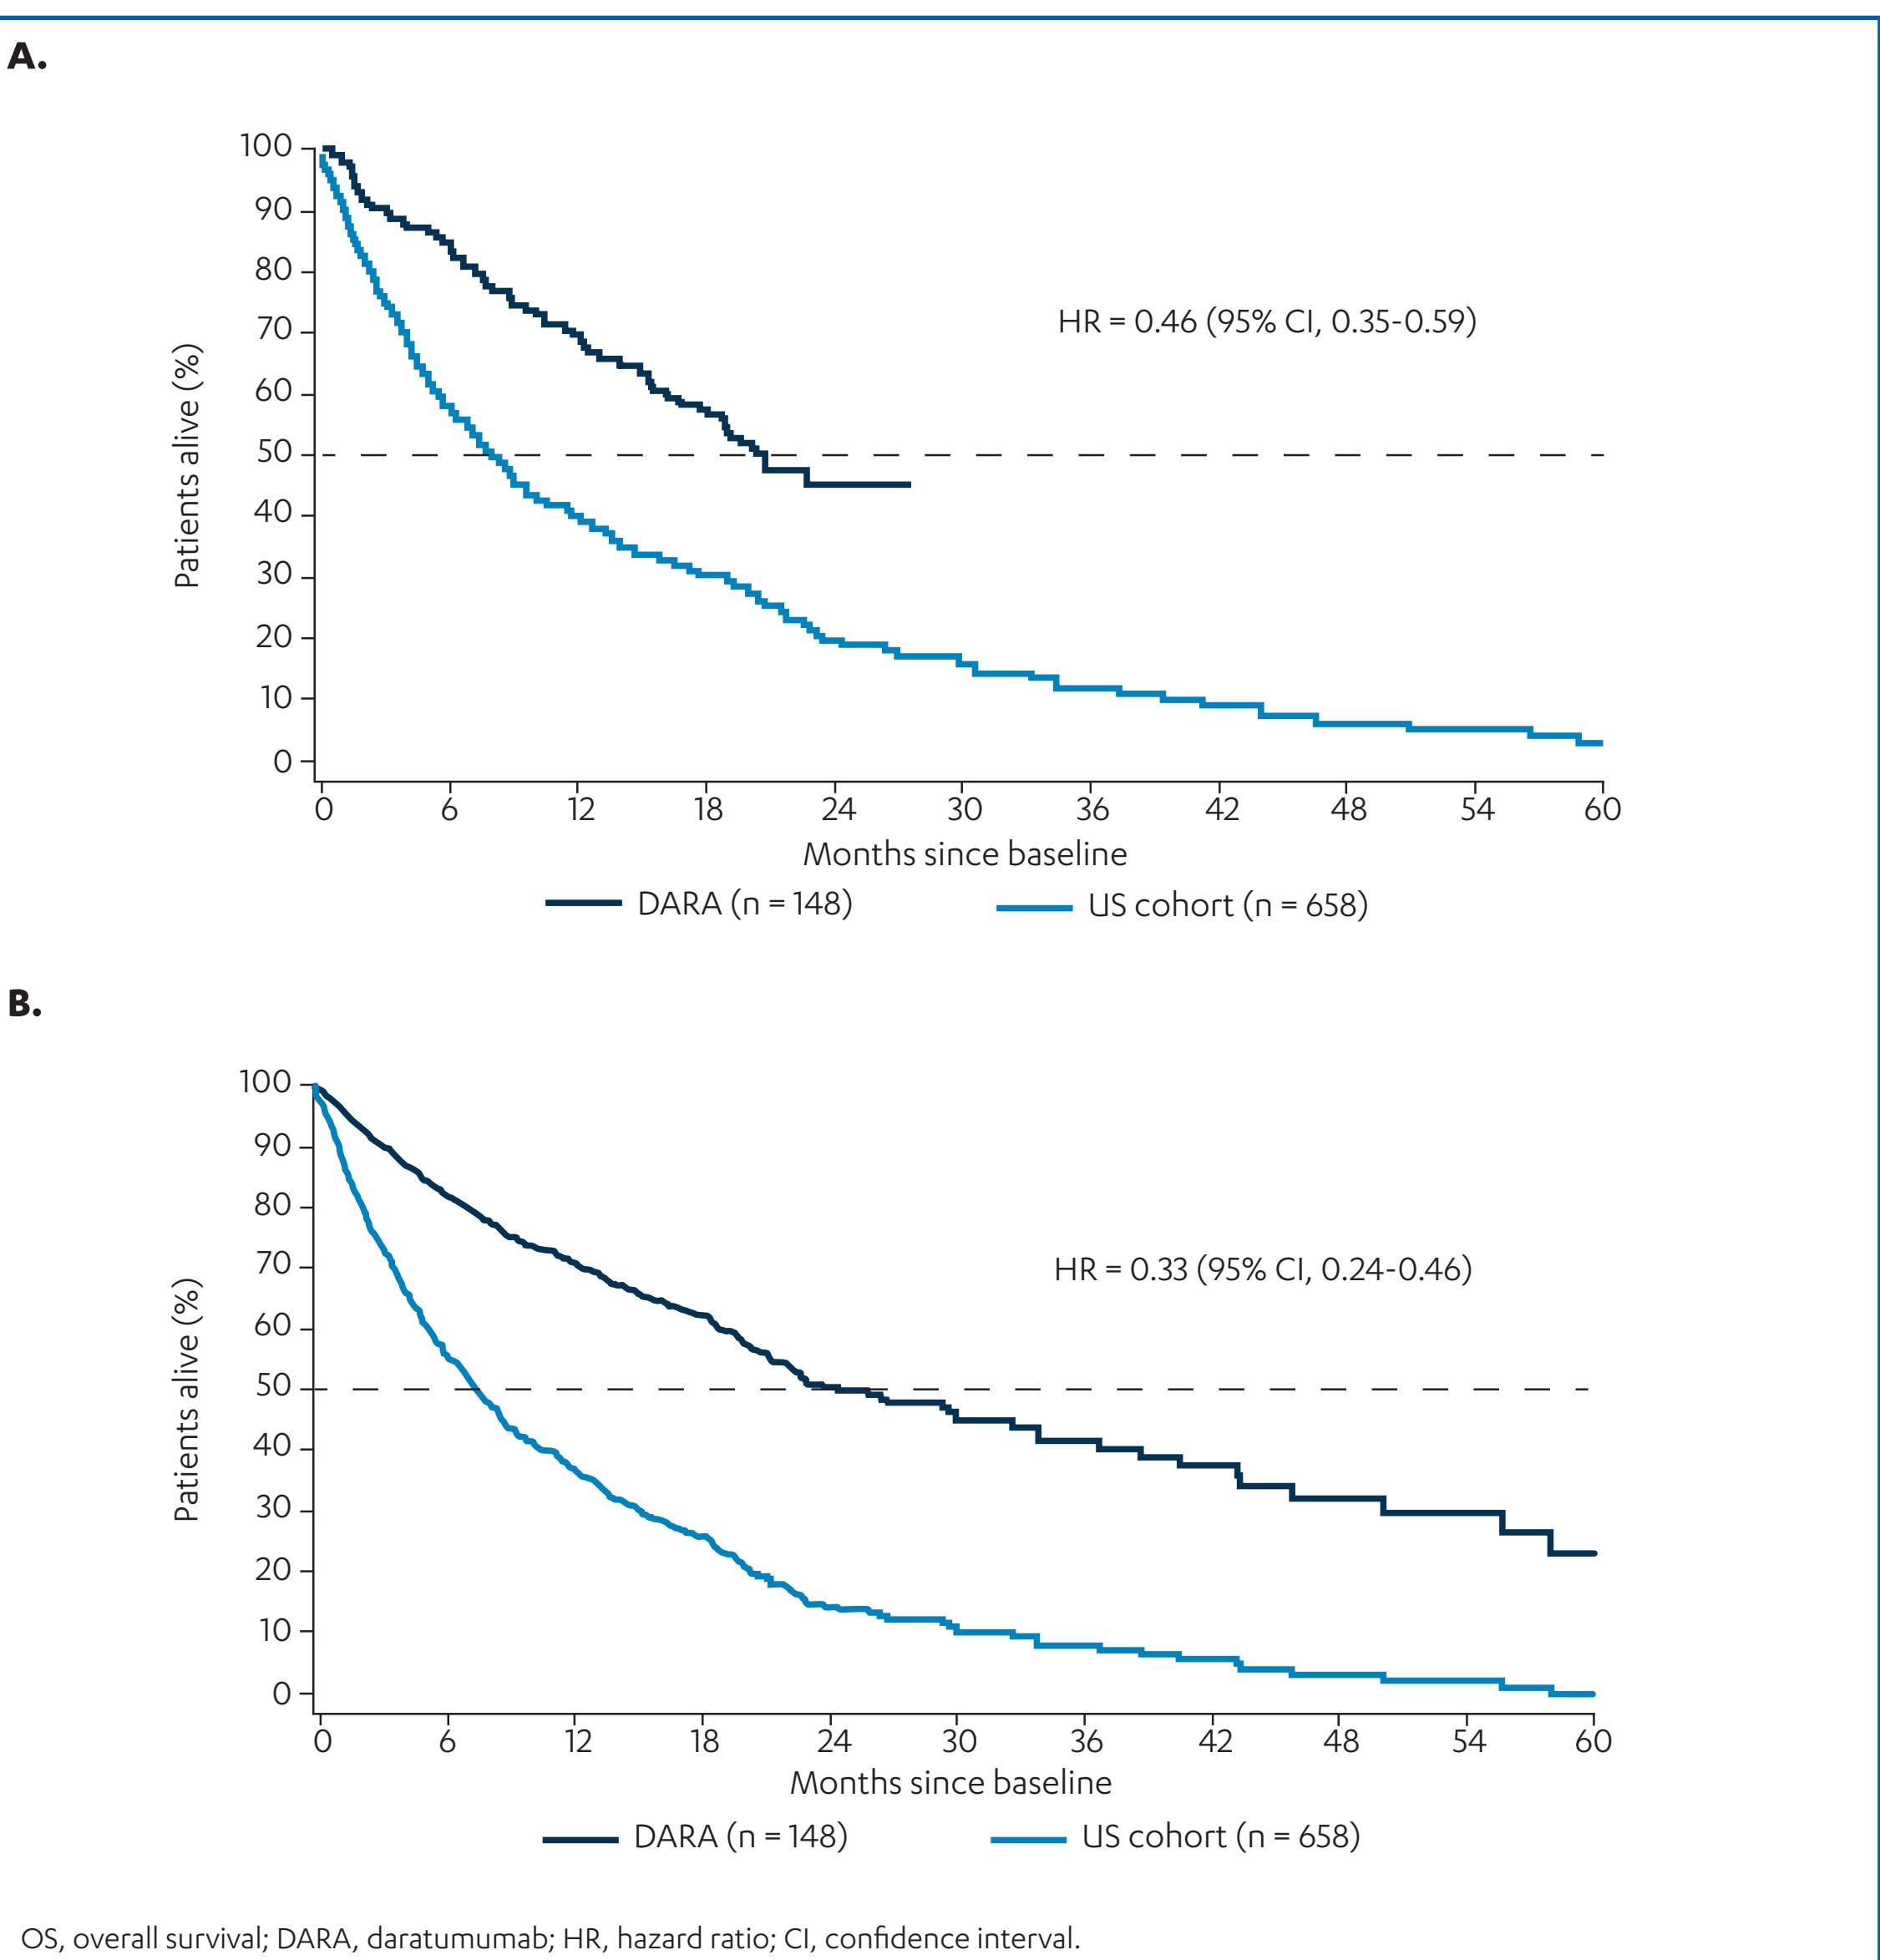 A.
100
90
80
70
60
50
40
30
20
10
0
Patients alive (%)
HR = 0.46 (95% CI, 0.35-0.59)
0 6 12 18 24 30 36 42 48 54 60
Months since baseline
DARA (n = 148) US cohort (n = 658)
B.
100
90
80
70
60
50
40
30
20
10
0
Patients alive (%)
HR = 0.33 (95% CI, 0.24-0.46)
0 6 12 18 24 30 36 42 48 54 60
Months since baseline
DARA (n = 148) US cohort (n = 658)
OS, overall survival; DARA, daratumumab; HR, hazard ratio; CI, confidence interval.